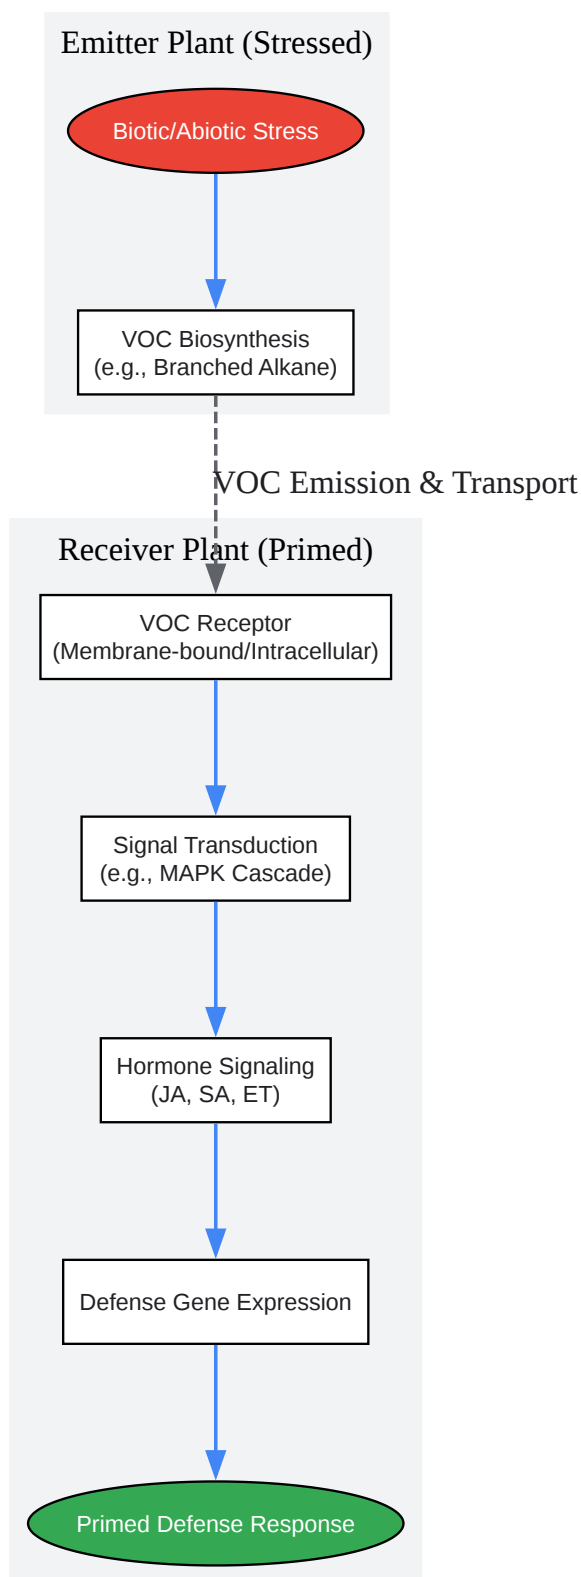 Emitter Plant (Stressed)
Biotic/Abiotic Stress
VOC Biosynthesis
(e.g., Branched Alkane)
VOC Emission & Transport
Receiver Plant (Primed)
VOC Receptor
(Membrane-bound/Intracellular)
Signal Transduction
(e.g., MAPK Cascade)
Hormone Signaling
(JA, SA, ET)
Defense Gene Expression
Primed Defense Response